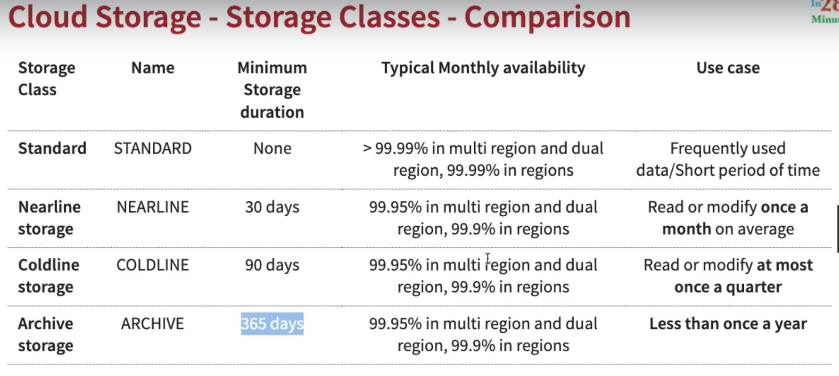 Cloud Storage - Storage Classes - Comparison
In28
Minu
Storage Class Name Minimum Storage duration Typical Monthly availability Use case
Standard STANDARD None > 99.99% in multi region and dual region, 99.99% in regions Frequently used data/Short period of time
Nearline storage NEARLINE 30 days 99.95% in multi region and dual region, 99.9% in regions Read or modify once a month on average
Coldline storage COLDLINE 90 days 99.95% in multi region and dual region, 99.9% in regions Read or modify at most once a quarter
Archive storage ARCHIVE 365 days 99.95% in multi region and dual region, 99.9% in regions Less than once a year